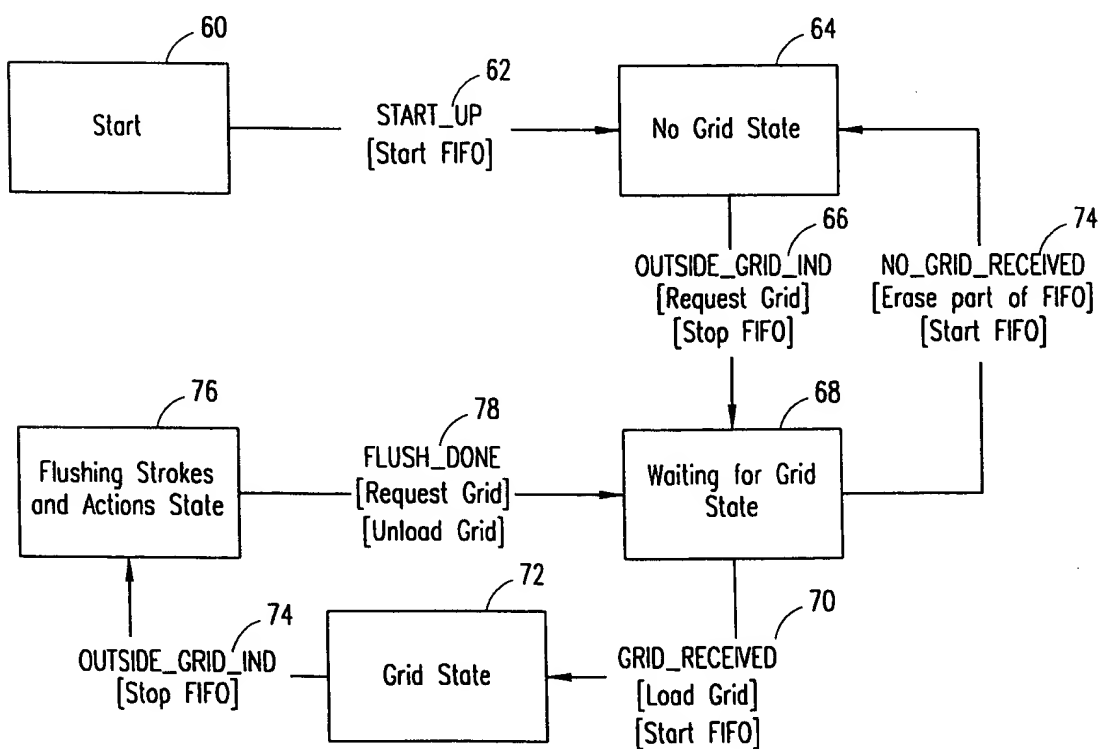 60
Start
62
START_UP
[Start FIFO]
64
No Grid State
66
OUTSIDE_GRID_IND
[Request Grid]
[Stop FIFO]
74
NO_GRID_RECEIVED
[Erase part of FIFO]
[Start FIFO]
76
Flushing Strokes
and Actions State
78
FLUSH_DONE
[Request Grid]
[Unload Grid]
68
Waiting for Grid
State
74
OUTSIDE_GRID_IND
[Stop FIFO]
72
Grid State
70
GRID_RECEIVED
[Load Grid]
[Start FIFO]